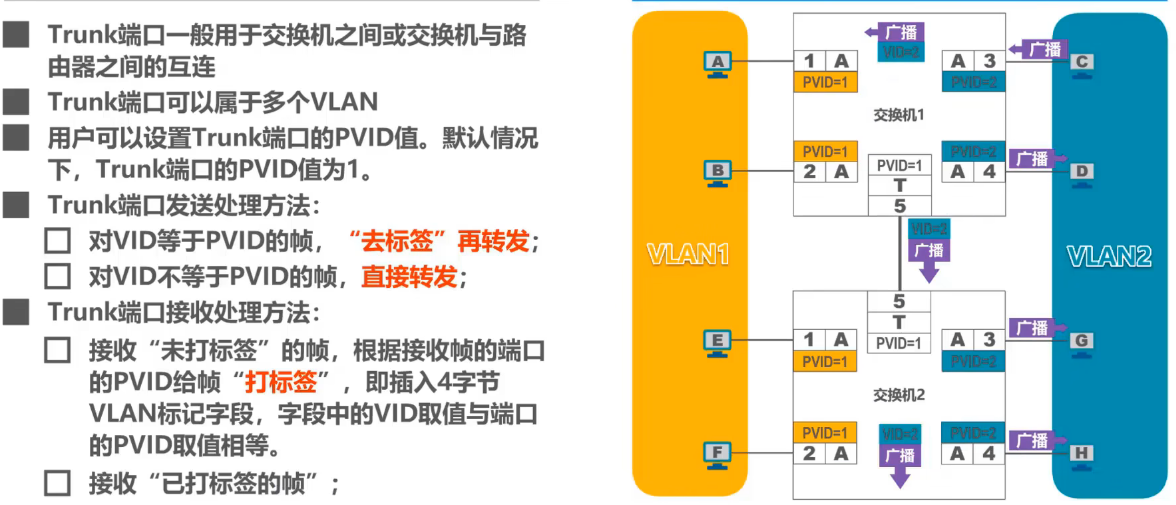 Trunk端口一般用于交换机之间或交换机与路
由器之间的互连
Trunk端口可以属于多个VLAN
用户可以设置Trunk端口的PVID值。默认情况
下，Trunk端口的PVID值为1。
Trunk端口发送处理方法：
对VID等于PVID的帧，“去标签”再转发；
对VID不等于PVID的帧，直接转发；
Trunk端口接收处理方法：
接收“未打标签”的帧，根据接收帧的端口
的PVID给帧“打标签”，即插入4字节
VLAN标记字段，字段中的VID取值与端口
的PVID取值相等。
接收“已打标签的帧”；
VLAN1
A
B
E
F
广播
VID=2
1 A
PVID=1
A 3
PVID=2
广播
C
交换机1
PVID=1
2 A
PVID=1
T
5
PVID=2
A 4
广播
D
VID=2
广播
VLAN2
5
T
PVID=1
1 A
PVID=1
A 3
PVID=2
广播
G
交换机2
PVID=1
2 A
VID=2
广播
PVID=2
A 4
广播
H